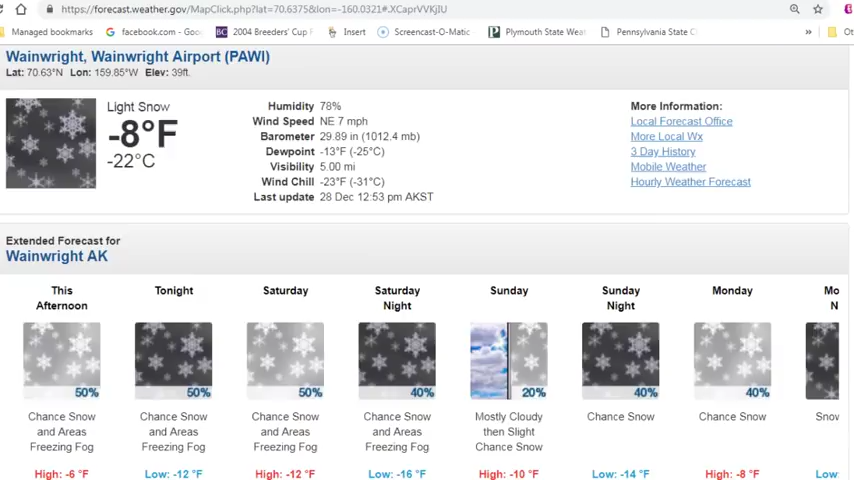 https://forecast.weather.gov/MapClick.php?lat=70.6375&lon=-160.0321#.XCaprVVKjIU
Managed bookmarks facebook.com - Goo 2004 Breeders' Cup Insert Screencast-O-Matic Plymouth State Wea Pennsylvania State C » Ot
Wainwright, Wainwright Airport (PAWI)
Lat: 70.63°N Lon: 159.85°W Elev: 39ft.
Light Snow
-8°F
-22°C
Humidity 78%
Wind Speed NE 7 mph
Barometer 29.89 in (1012.4 mb)
Dewpoint -13°F (-25°C)
Visibility 5.00 mi
Wind Chill -23°F (-31°C)
Last update 28 Dec 12:53 pm AKST
More Information:
Local Forecast Office
More Local Wx
3 Day History
Mobile Weather
Hourly Weather Forecast
Extended Forecast for
Wainwright AK
This
Afternoon
50%
Chance Snow
and Areas
Freezing Fog
High: -6 °F
Tonight
50%
Chance Snow
and Areas
Freezing Fog
Low: -12 °F
Saturday
50%
Chance Snow
and Areas
Freezing Fog
High: -12 °F
Saturday
Night
40%
Chance Snow
and Areas
Freezing Fog
Low: -16 °F
Sunday
20%
Mostly Cloudy
then Slight
Chance Snow
High: -10 °F
Sunday
Night
40%
Chance Snow
Low: -14 °F
Monday
40%
Chance Snow
High: -8 °F
Mo
N
Snov
Low: